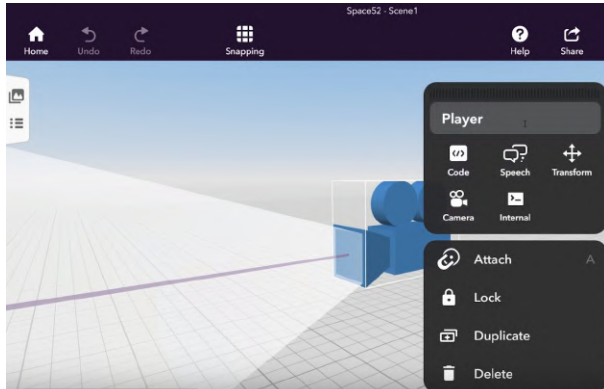 Space52 - Scene1
Home Undo Redo Snapping Help Share
Player
Code Speech Transform
Camera Internal
Attach A
Lock
Duplicate
Delete